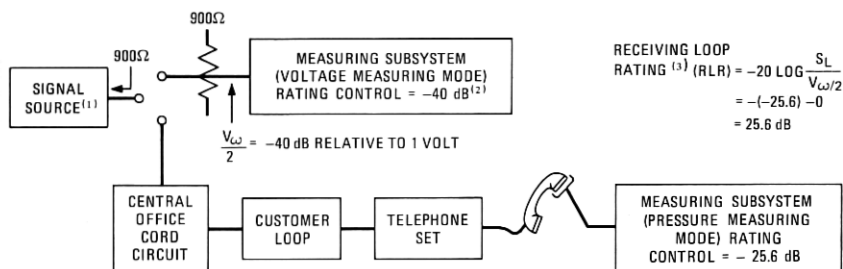 900Ω
900Ω
SIGNAL
SOURCE(1)
MEASURING SUBSYSTEM
(VOLTAGE MEASURING MODE)
RATING CONTROL = -40 dB(2)
RECEIVING LOOP
RATING (3) (RLR) = -20 LOG S_L / V_ω/2
= -(-25.6) -0
= 25.6 dB
V_ω / 2 = -40 dB RELATIVE TO 1 VOLT
CENTRAL
OFFICE
CORD
CIRCUIT
CUSTOMER
LOOP
TELEPHONE
SET
MEASURING SUBSYSTEM
(PRESSURE MEASURING
MODE) RATING
CONTROL = - 25.6 dB